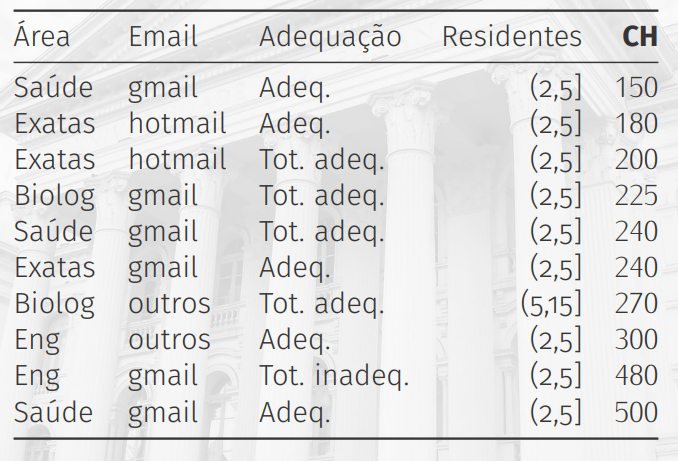 Área Email Adequação Residentes CH
Saúde gmail Adeq. (2,5] 150
Exatas hotmail Adeq. (2,5] 180
Exatas hotmail Tot. adeq. (2,5] 200
Biolog gmail Tot. adeq. (2,5] 225
Saúde gmail Tot. adeq. (2,5] 240
Exatas gmail Adeq. (2,5] 240
Biolog outros Tot. adeq. (5,15] 270
Eng outros Adeq. (2,5] 300
Eng gmail Tot. inadeq. (2,5] 480
Saúde gmail Adeq. (2,5] 500